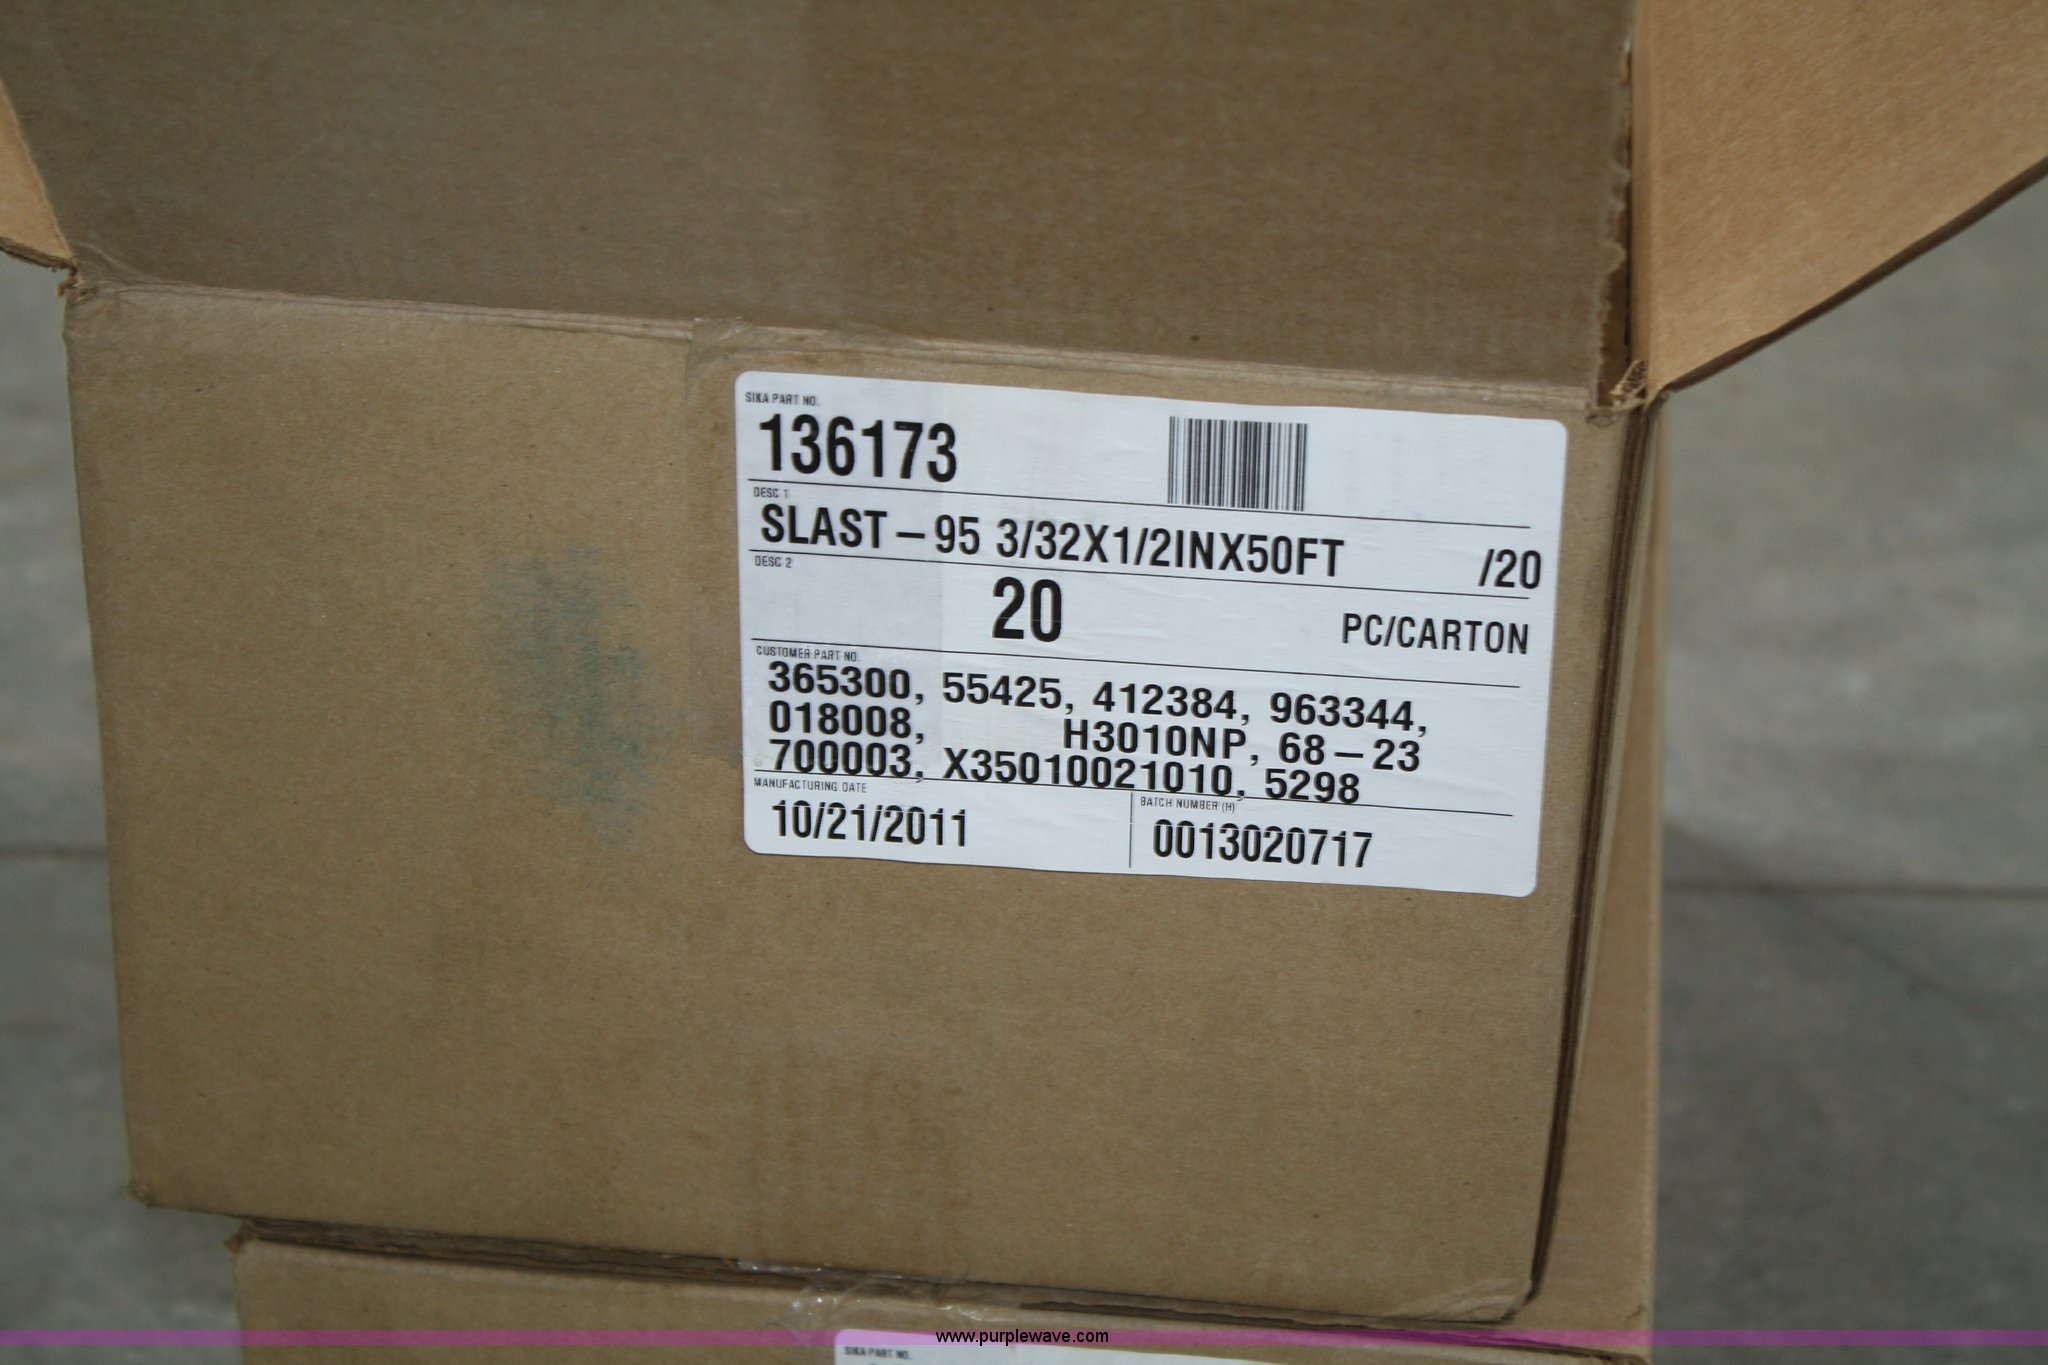 SIKA PART NO.
136173
DESC 1
SLAST-95 3/32X1/2INX50FT /20
DESC 2
20 PC/CARTON
CUSTOMER PART NO.
365300, 55425, 412384, 963344,
018008, H3010NP, 68-23
700003, X35010021010, 5298
MANUFACTURING DATE
10/21/2011
BATCH NUMBER (H)
0013020717
www.purplewave.com
SIKA PART NO.